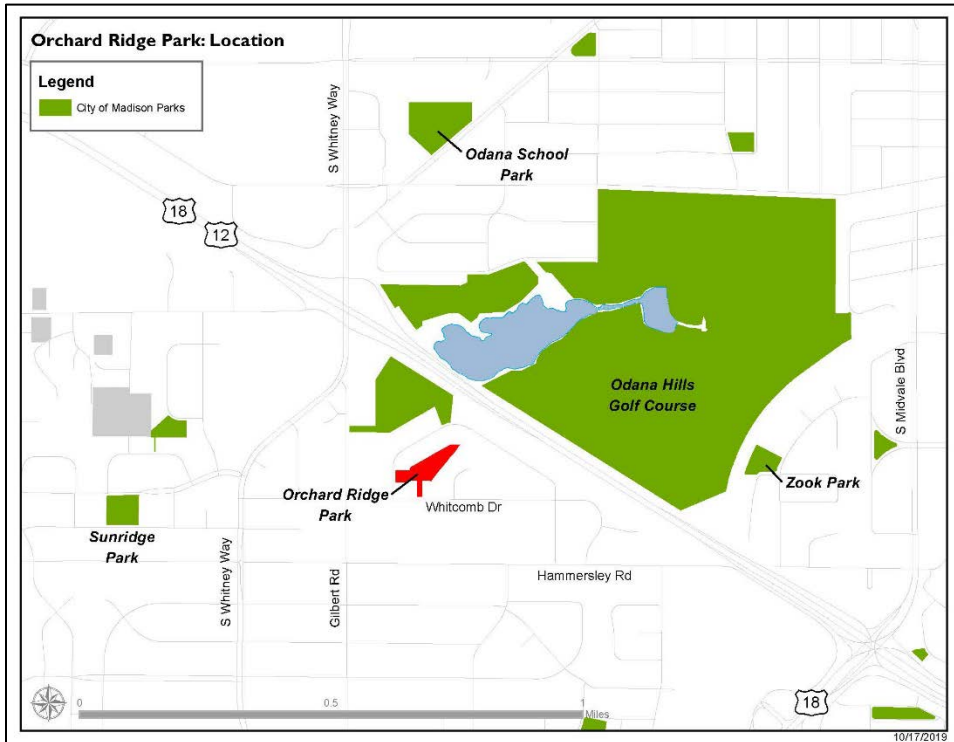 Orchard Ridge Park: Location
Legend
City of Madison Parks
S Whitney Way
Odana School
Park
18
12
Odana Hills
Golf Course
S Midvale Blvd
Zook Park
Orchard Ridge
Park
Whitcomb Dr
Sunridge
Park
S Whitney Way
Gilbert Rd
Hammersley Rd
18
0
0.5
1
Miles
10/17/2019